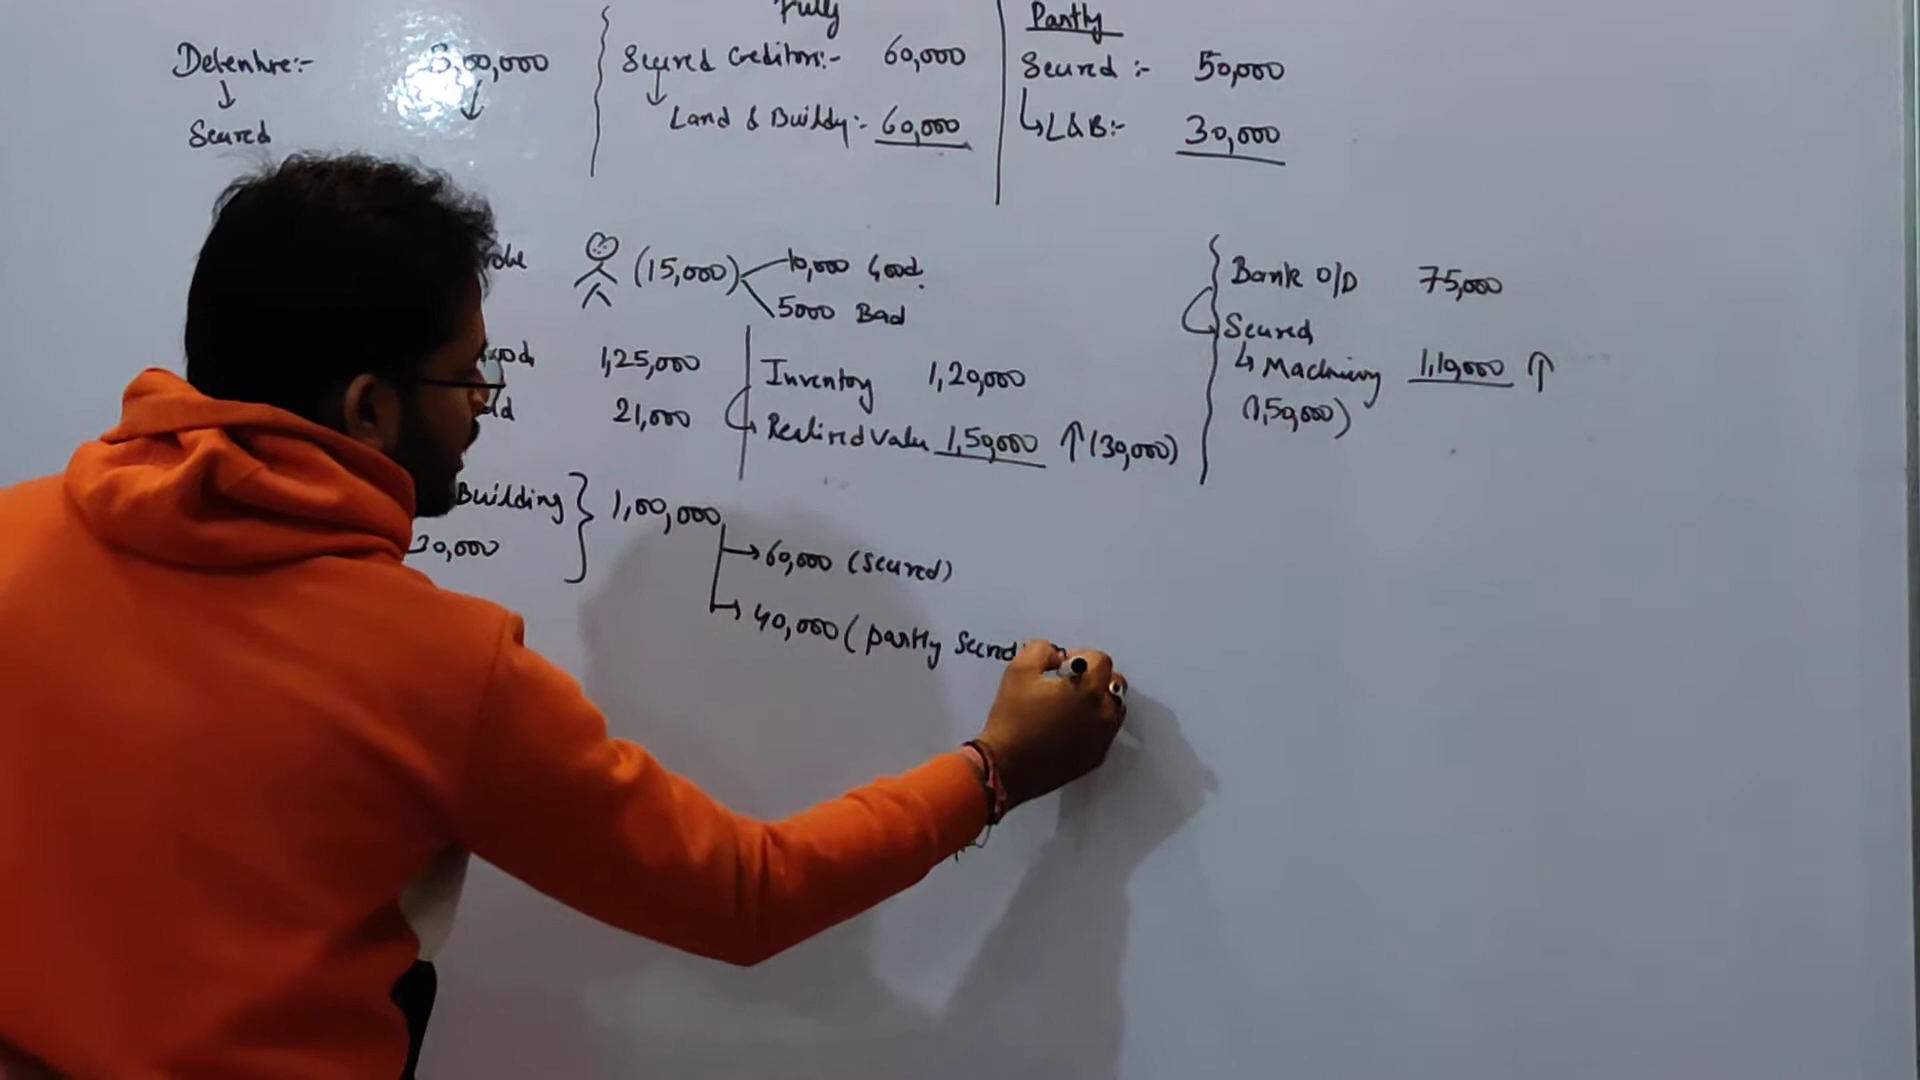 Fully
Partly
Debenture:- ,00,000
Secured
Secured Creditors:- 60,000
Land & Building:- 60,000
Secured :- 50,000
L&B:- 30,000
(15,000) 10,000 Good.
5000 Bad
1,25,000
21,000
Inventory 1,20,000
Realised Value 1,50,000 ↑ (30,000)
Bank O/D 75,000
Secured
Machinery 1,10,000 ↑
(1,50,000)
Building } 1,00,000
30,000
60,000 (Secured)
40,000 (Partly Secured